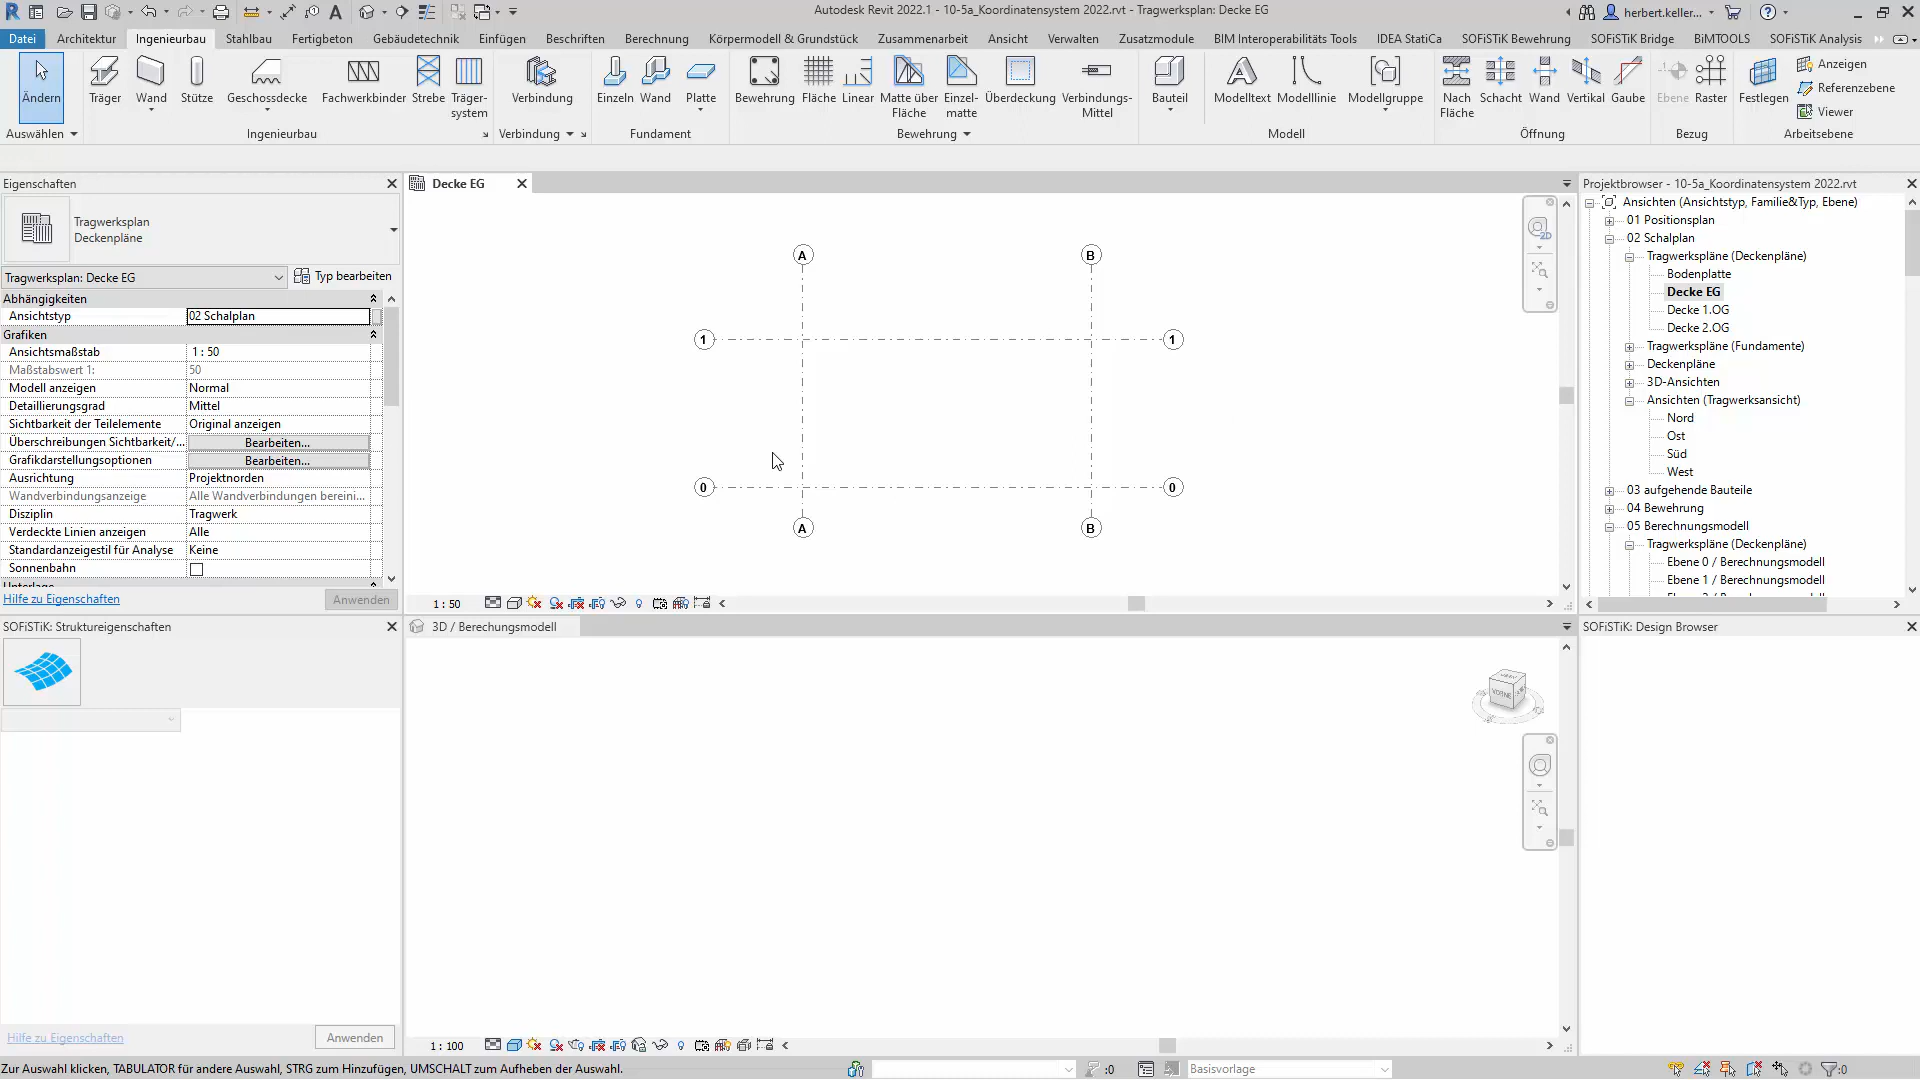 Autodesk Revit 2022.1 - 10-5a_Koordinatensystem 2022.rvt - Tragwerksplan: Decke EG
herbert.keller...
Datei Architektur Ingenieurbau Stahlbau Fertigbeton Gebäudetechnik Einfügen Beschriften Berechnung Körpermodell & Grundstück Zusammenarbeit Ansicht Verwalten Zusatzmodule BIM Interoperabilitäts Tools IDEA StatiCa SOFiSTiK Bewehrung SOFiSTiK Bridge BiMTOOLS SOFiSTiK Analysis
Ändern Träger Wand Stütze Geschossdecke Fachwerkbinder Strebe Träger-system Verbindung Einzeln Wand Platte Bewehrung Fläche Linear Matte über Fläche Einzel-matte Überdeckung Verbindungs-Mittel Bauteil Modelltext Modelllinie Modellgruppe Nach Fläche Schacht Wand Vertikal Gaube Ebene Raster Festlegen
Anzeigen
Referenzebene
Viewer
Auswählen Ingenieurbau Verbindung Fundament Bewehrung Modell Öffnung Bezug Arbeitsebene
Eigenschaften
Tragwerksplan
Deckenpläne
Tragwerksplan: Decke EG Typ bearbeiten
Abhängigkeiten
Ansichtstyp 02 Schalplan
Grafiken
Ansichtsmaßstab 1 : 50
Maßstabswert 1: 50
Modell anzeigen Normal
Detaillierungsgrad Mittel
Sichtbarkeit der Teilelemente Original anzeigen
Überschreibungen Sichtbarkeit/... Bearbeiten...
Grafikdarstellungsoptionen Bearbeiten...
Ausrichtung Projektnorden
Wandverbindungsanzeige Alle Wandverbindungen bereini...
Disziplin Tragwerk
Verdeckte Linien anzeigen Alle
Standardanzeigestil für Analyse Keine
Sonnenbahn
Unterlage
Hilfe zu Eigenschaften Anwenden
SOFiSTiK: Struktureigenschaften
Hilfe zu Eigenschaften Anwenden
Decke EG
A B
1 1
0 0
A B
2D
1 : 50
3D / Berechungsmodell
VORNE
1 : 100
Projektbrowser - 10-5a_Koordinatensystem 2022.rvt
Ansichten (Ansichtstyp, Familie&Typ, Ebene)
01 Positionsplan
02 Schalplan
Tragwerkspläne (Deckenpläne)
Bodenplatte
Decke EG
Decke 1.OG
Decke 2.OG
Tragwerkspläne (Fundamente)
Deckenpläne
3D-Ansichten
Ansichten (Tragwerksansicht)
Nord
Ost
Süd
West
03 aufgehende Bauteile
04 Bewehrung
05 Berechnungsmodell
Tragwerkspläne (Deckenpläne)
Ebene 0 / Berechnungsmodell
Ebene 1 / Berechnungsmodell
SOFiSTiK: Design Browser
Zur Auswahl klicken, TABULATOR für andere Auswahl, STRG zum Hinzufügen, UMSCHALT zum Aufheben der Auswahl.
:0 Basisvorlage :0